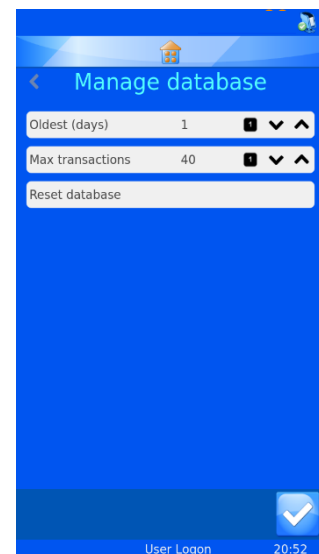 Manage database
Oldest (days) 1 1
Max transactions 40 1
Reset database
User Logon 20:52